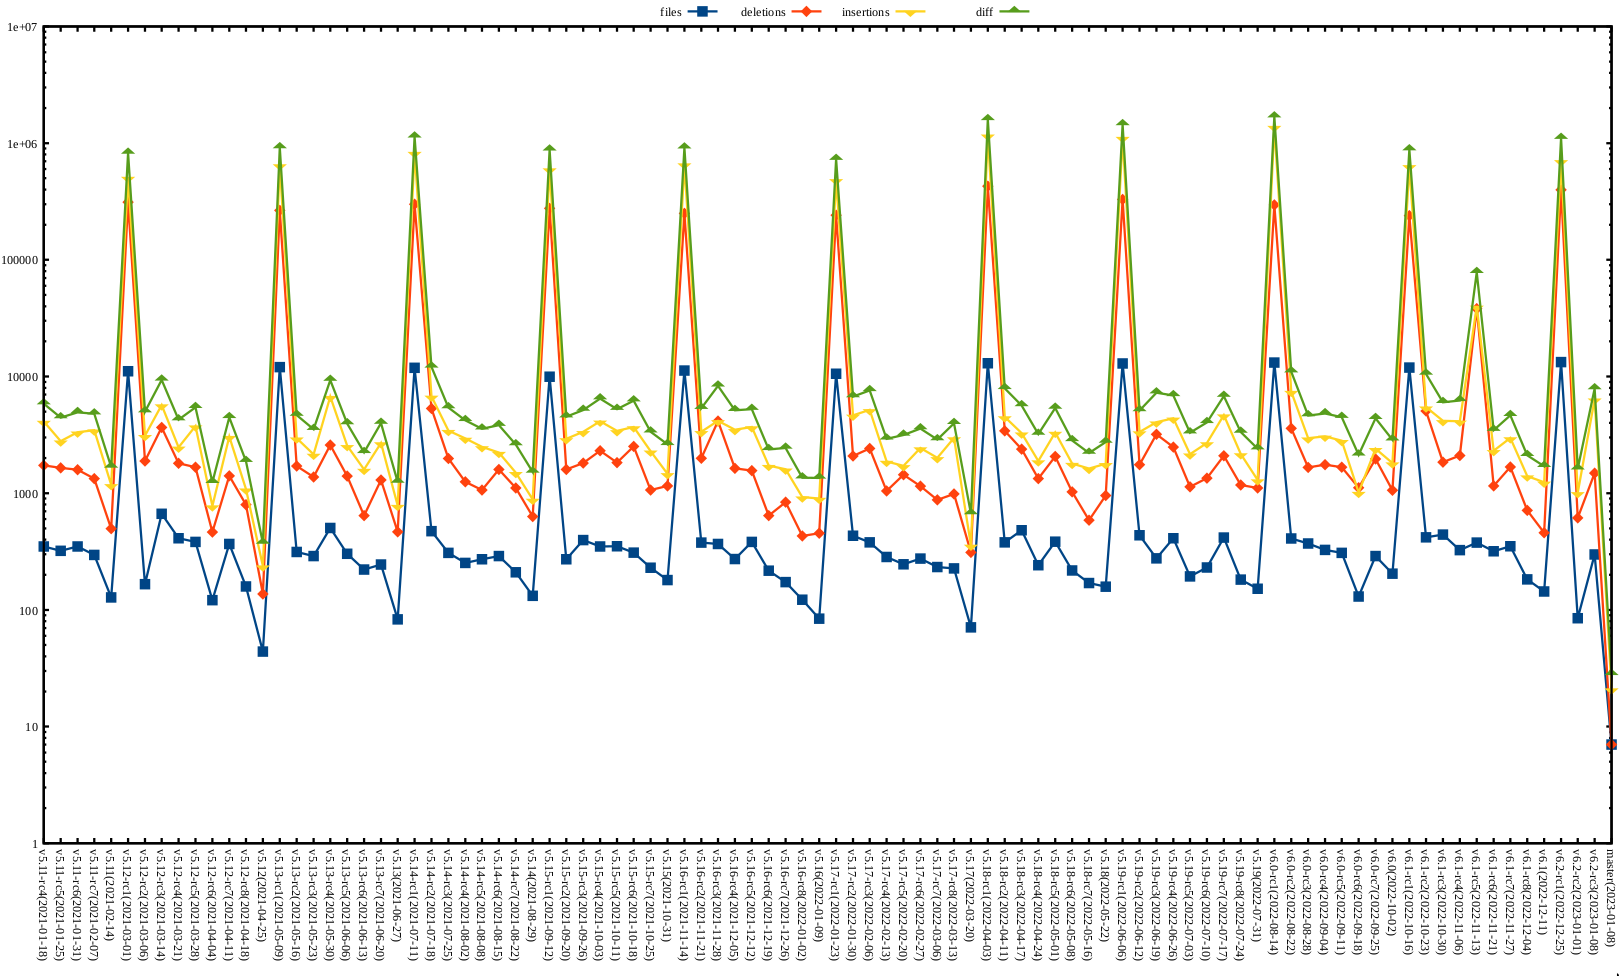 files deletions insertions diff
1e+07
1e+06
100000
10000
1000
100
10
1
v5.11-rc4(2021-01-18)
v5.11-rc5(2021-01-25)
v5.11-rc6(2021-01-31)
v5.11-rc7(2021-02-07)
v5.11(2021-02-14)
v5.12-rc1(2021-03-01)
v5.12-rc2(2021-03-06)
v5.12-rc3(2021-03-14)
v5.12-rc4(2021-03-21)
v5.12-rc5(2021-03-28)
v5.12-rc6(2021-04-04)
v5.12-rc7(2021-04-11)
v5.12-rc8(2021-04-18)
v5.12(2021-04-25)
v5.13-rc1(2021-05-09)
v5.13-rc2(2021-05-16)
v5.13-rc3(2021-05-23)
v5.13-rc4(2021-05-30)
v5.13-rc5(2021-06-06)
v5.13-rc6(2021-06-13)
v5.13-rc7(2021-06-20)
v5.13(2021-06-27)
v5.14-rc1(2021-07-11)
v5.14-rc2(2021-07-18)
v5.14-rc3(2021-07-25)
v5.14-rc4(2021-08-02)
v5.14-rc5(2021-08-08)
v5.14-rc6(2021-08-15)
v5.14-rc7(2021-08-22)
v5.14(2021-08-29)
v5.15-rc1(2021-09-12)
v5.15-rc2(2021-09-20)
v5.15-rc3(2021-09-26)
v5.15-rc4(2021-10-03)
v5.15-rc5(2021-10-11)
v5.15-rc6(2021-10-18)
v5.15-rc7(2021-10-25)
v5.15(2021-10-31)
v5.16-rc1(2021-11-14)
v5.16-rc2(2021-11-21)
v5.16-rc3(2021-11-28)
v5.16-rc4(2021-12-05)
v5.16-rc5(2021-12-12)
v5.16-rc6(2021-12-19)
v5.16-rc7(2021-12-26)
v5.16-rc8(2022-01-02)
v5.16(2022-01-09)
v5.17-rc1(2022-01-23)
v5.17-rc2(2022-01-30)
v5.17-rc3(2022-02-06)
v5.17-rc4(2022-02-13)
v5.17-rc5(2022-02-20)
v5.17-rc6(2022-02-27)
v5.17-rc7(2022-03-06)
v5.17-rc8(2022-03-13)
v5.17(2022-03-20)
v5.18-rc1(2022-04-03)
v5.18-rc2(2022-04-11)
v5.18-rc3(2022-04-17)
v5.18-rc4(2022-04-24)
v5.18-rc5(2022-05-01)
v5.18-rc6(2022-05-08)
v5.18-rc7(2022-05-16)
v5.18(2022-05-22)
v5.19-rc1(2022-06-06)
v5.19-rc2(2022-06-12)
v5.19-rc3(2022-06-19)
v5.19-rc4(2022-06-26)
v5.19-rc5(2022-07-03)
v5.19-rc6(2022-07-10)
v5.19-rc7(2022-07-17)
v5.19-rc8(2022-07-24)
v5.19(2022-07-31)
v6.0-rc1(2022-08-14)
v6.0-rc2(2022-08-22)
v6.0-rc3(2022-08-28)
v6.0-rc4(2022-09-04)
v6.0-rc5(2022-09-11)
v6.0-rc6(2022-09-18)
v6.0-rc7(2022-09-25)
v6.0(2022-10-02)
v6.1-rc1(2022-10-16)
v6.1-rc2(2022-10-23)
v6.1-rc3(2022-10-30)
v6.1-rc4(2022-11-06)
v6.1-rc5(2022-11-13)
v6.1-rc6(2022-11-21)
v6.1-rc7(2022-11-27)
v6.1-rc8(2022-12-04)
v6.1(2022-12-11)
v6.2-rc1(2022-12-25)
v6.2-rc2(2023-01-01)
v6.2-rc3(2023-01-08)
master(2023-01-08)